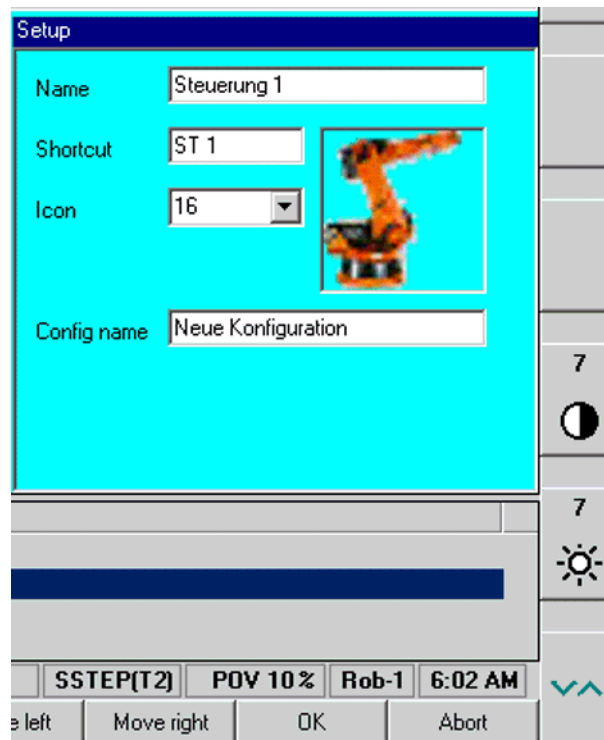 Setup
Name Steuerung 1
Shortcut ST 1
Icon 16
Config name Neue Konfiguration
7
7
SSTEP(T2) POV 10% Rob-1 6:02 AM
e left Move right OK Abort